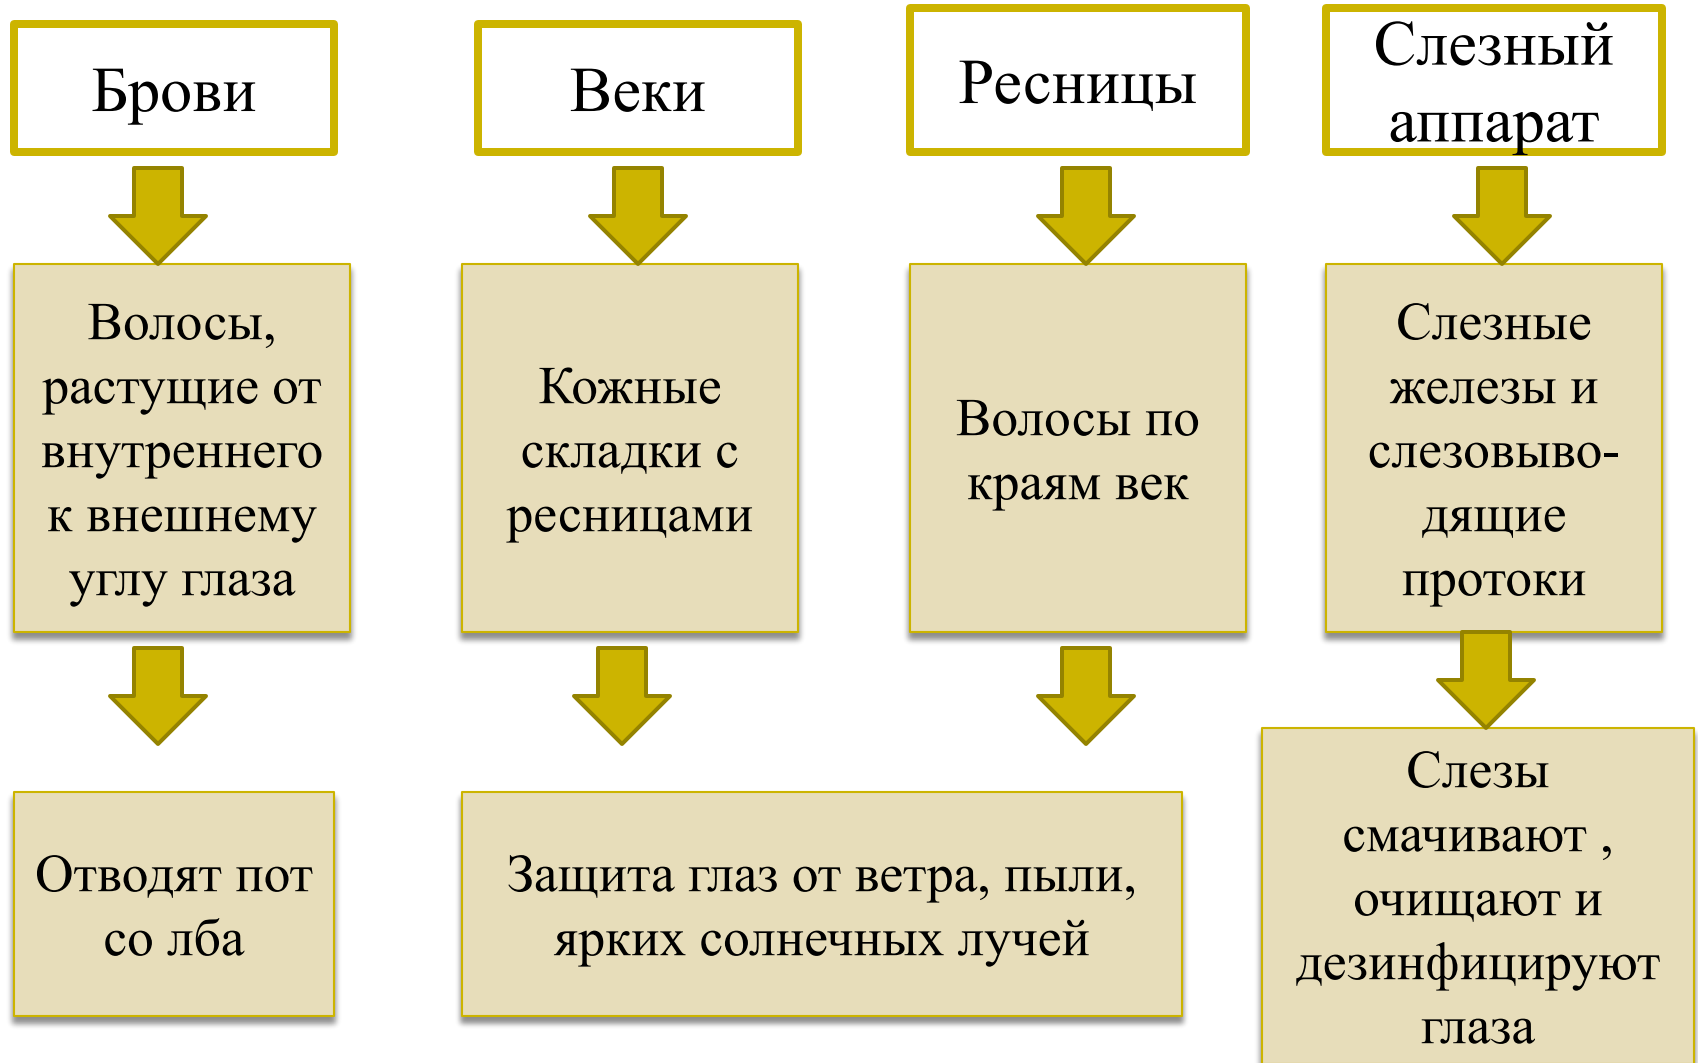 Брови
Веки
Ресницы
Слезный
аппарат
Волосы,
растущие от
внутреннего
к внешнему
углу глаза
Кожные
складки с
ресницами
Волосы по
краям век
Слезные
железы и
слезовыво-
дящие
протоки
Отводят пот
со лба
Защита глаз от ветра, пыли,
ярких солнечных лучей
Слезы
смачивают ,
очищают и
дезинфицируют
глаза